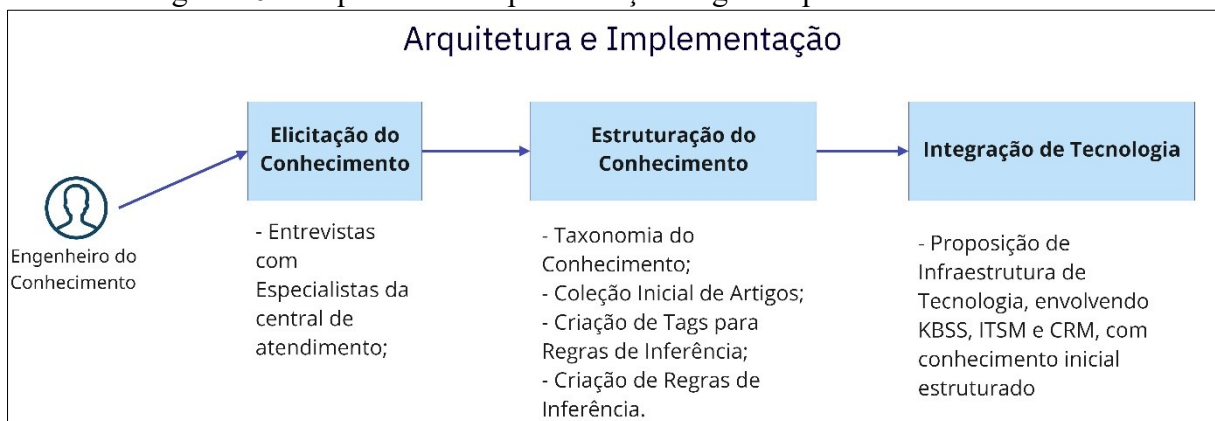 Arquitetura e Implementação
Engenheiro do
Conhecimento
Elicitação do
Conhecimento
- Entrevistas
com
Especialistas da
central de
atendimento;
Estruturação do
Conhecimento
- Taxonomia do
Conhecimento;
- Coleção Inicial de Artigos;
- Criação de Tags para
Regras de Inferência;
- Criação de Regras de
Inferência.
Integração de Tecnologia
- Proposição de
Infraestrutura de
Tecnologia, envolvendo
KBSS, ITSM e CRM, com
conhecimento inicial
estruturado